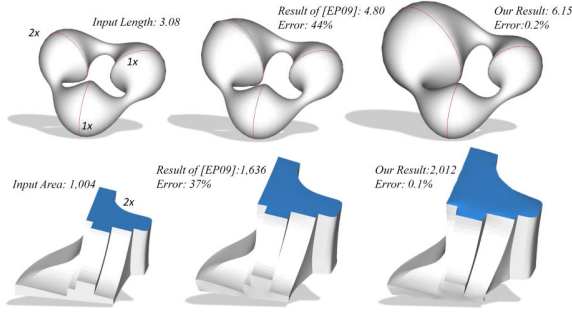 Input Length: 3.08
2x
1x
1x
Result of [EP09]: 4.80
Error: 44%
Our Result: 6.15
Error:0.2%
Input Area: 1,004
2x
Result of [EP09]:1,636
Error: 37%
Our Result:2,012
Error: 0.1%